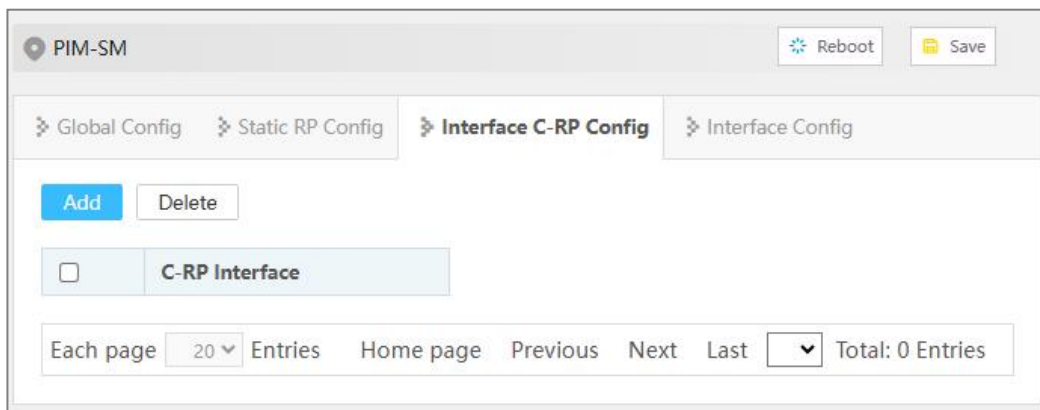 PIM-SM Reboot Save
Global Config Static RP Config Interface C-RP Config Interface Config
Add Delete
C-RP Interface
Each page 20 Entries Home page Previous Next Last Total: 0 Entries